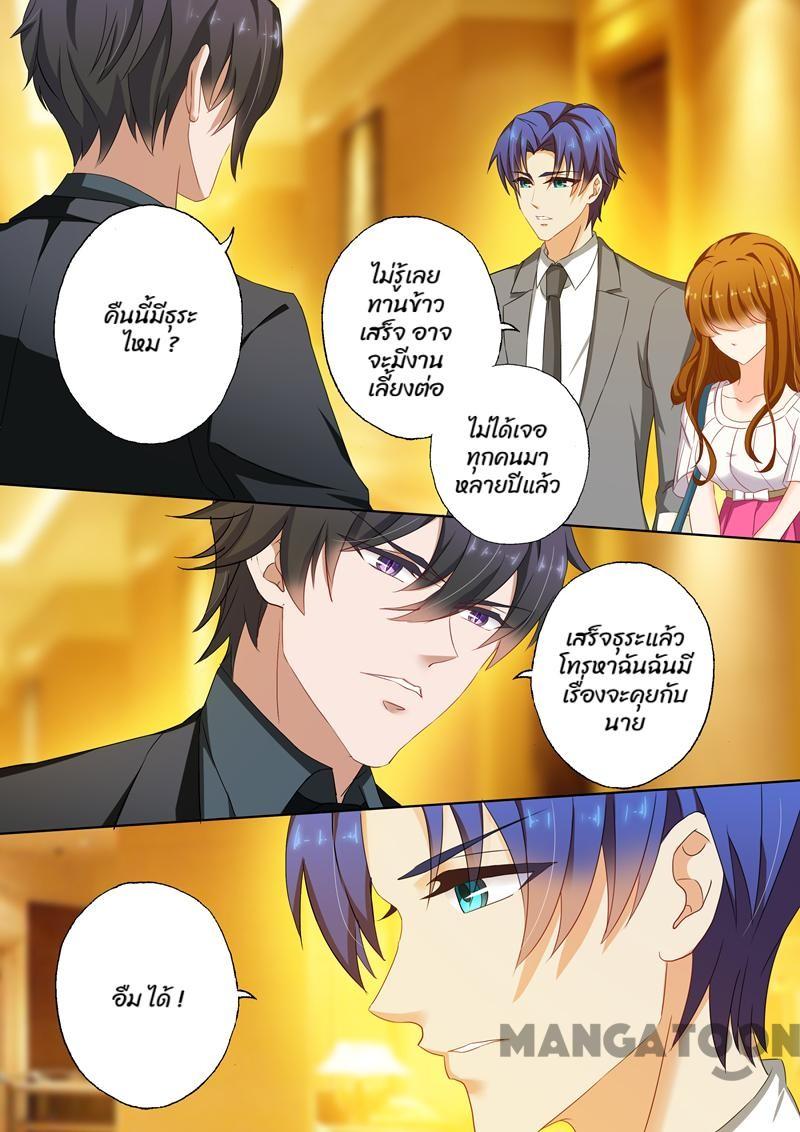 คืนนี้มีธุระ
ไหม ?
ไม่รู้เลย
ทานข้าว
เสร็จ อาจ
จะมีงาน
เลี้ยงต่อ
ไม่ได้เจอ
ทุกคนมา
หลายปีแล้ว
เสร็จธุระแล้ว
โทรหาฉันฉันมี
เรื่องจะคุยกับ
นาย
อืม ได้ !
MANGATOON